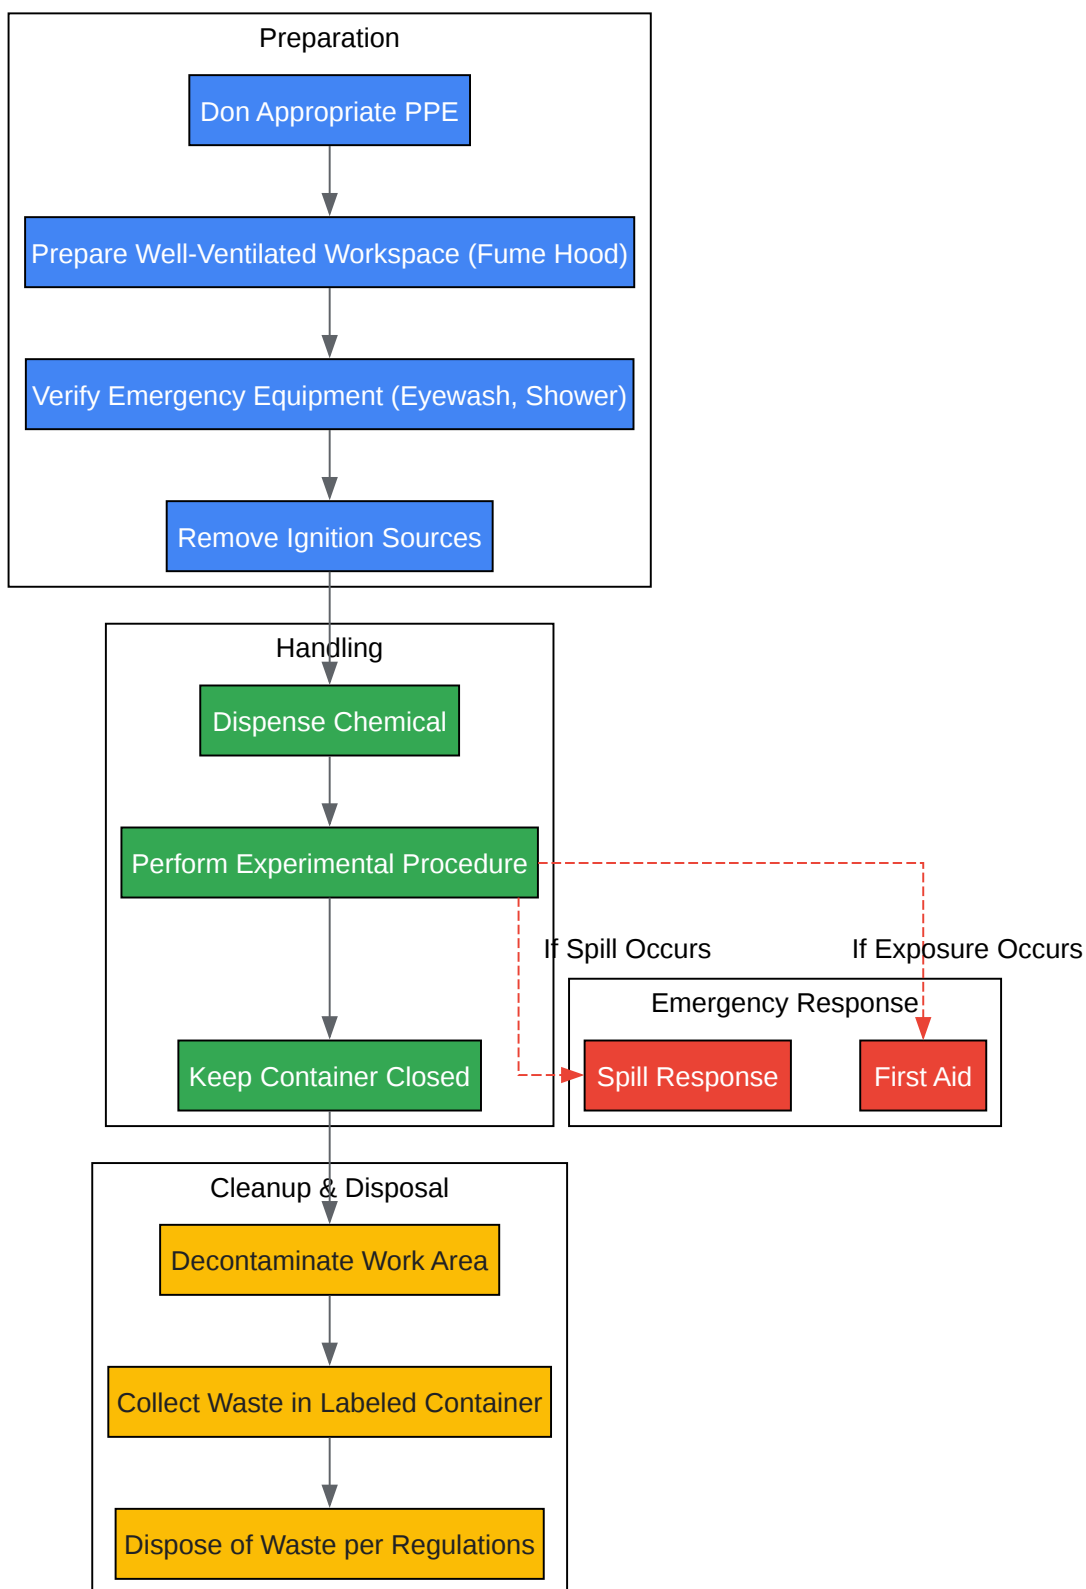 Preparation
Don Appropriate PPE
Prepare Well-Ventilated Workspace (Fume Hood)
Verify Emergency Equipment (Eyewash, Shower)
Remove Ignition Sources
Handling
Dispense Chemical
Perform Experimental Procedure
If Spill Occurs
If Exposure Occurs
Emergency Response
Keep Container Closed
Spill Response
First Aid
Cleanup & Disposal
Decontaminate Work Area
Collect Waste in Labeled Container
Dispose of Waste per Regulations